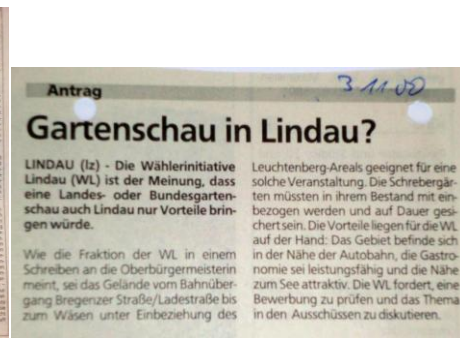 Antrag
3 11 00
Gartenschau in Lindau?
LINDAU (lz) - Die Wählerinitiative
Lindau (WL) ist der Meinung, dass
eine Landes- oder Bundesgarten-
schau auch Lindau nur Vorteile brin-
gen würde.
Wie die Fraktion der WL in einem
Schreiben an die Oberbürgermeisterin
meint, sei das Gelände vom Bahnüber-
gang Bregenzer Straße/Ladestraße bis
zum Wäsen unter Einbeziehung des
Leuchtenberg-Areals geeignet für eine
solche Veranstaltung. Die Schrebergär-
ten müssten in ihrem Bestand mit ein-
bezogen werden und auf Dauer gesi-
chert sein. Die Vorteile liegen für die WL
auf der Hand: Das Gebiet befinde sich
in der Nähe der Autobahn, die Gastro-
nomie sei leistungsfähig und die Nähe
zum See attraktiv. Die WL fordert, eine
Bewerbung zu prüfen und das Thema
in den Ausschüssen zu diskutieren.